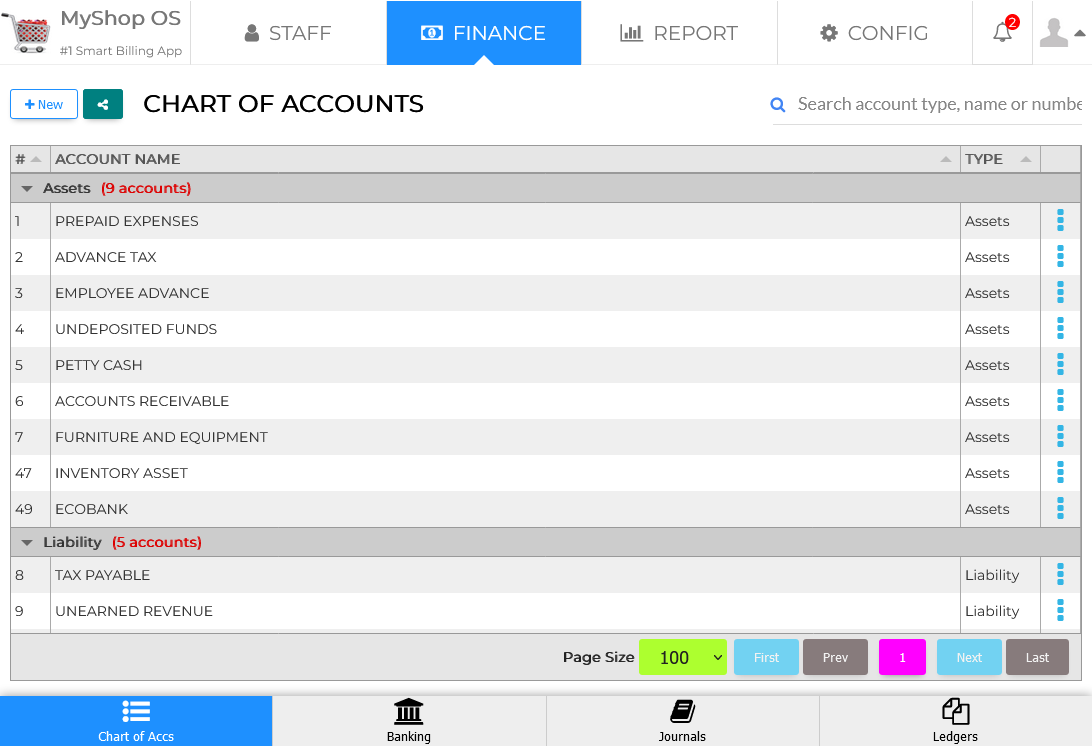 MyShop OS
#1 Smart Billing App
STAFF
FINANCE
REPORT
CONFIG
2
New
CHART OF ACCOUNTS
Search account type, name or numbe
# ACCOUNT NAME TYPE
Assets (9 accounts)
1 PREPAID EXPENSES Assets
2 ADVANCE TAX Assets
3 EMPLOYEE ADVANCE Assets
4 UNDEPOSITED FUNDS Assets
5 PETTY CASH Assets
6 ACCOUNTS RECEIVABLE Assets
7 FURNITURE AND EQUIPMENT Assets
47 INVENTORY ASSET Assets
49 ECOBANK Assets
Liability (5 accounts)
8 TAX PAYABLE Liability
9 UNEARNED REVENUE Liability
Page Size 100 First Prev 1 Next Last
Chart of Accs
Banking
Journals
Ledgers